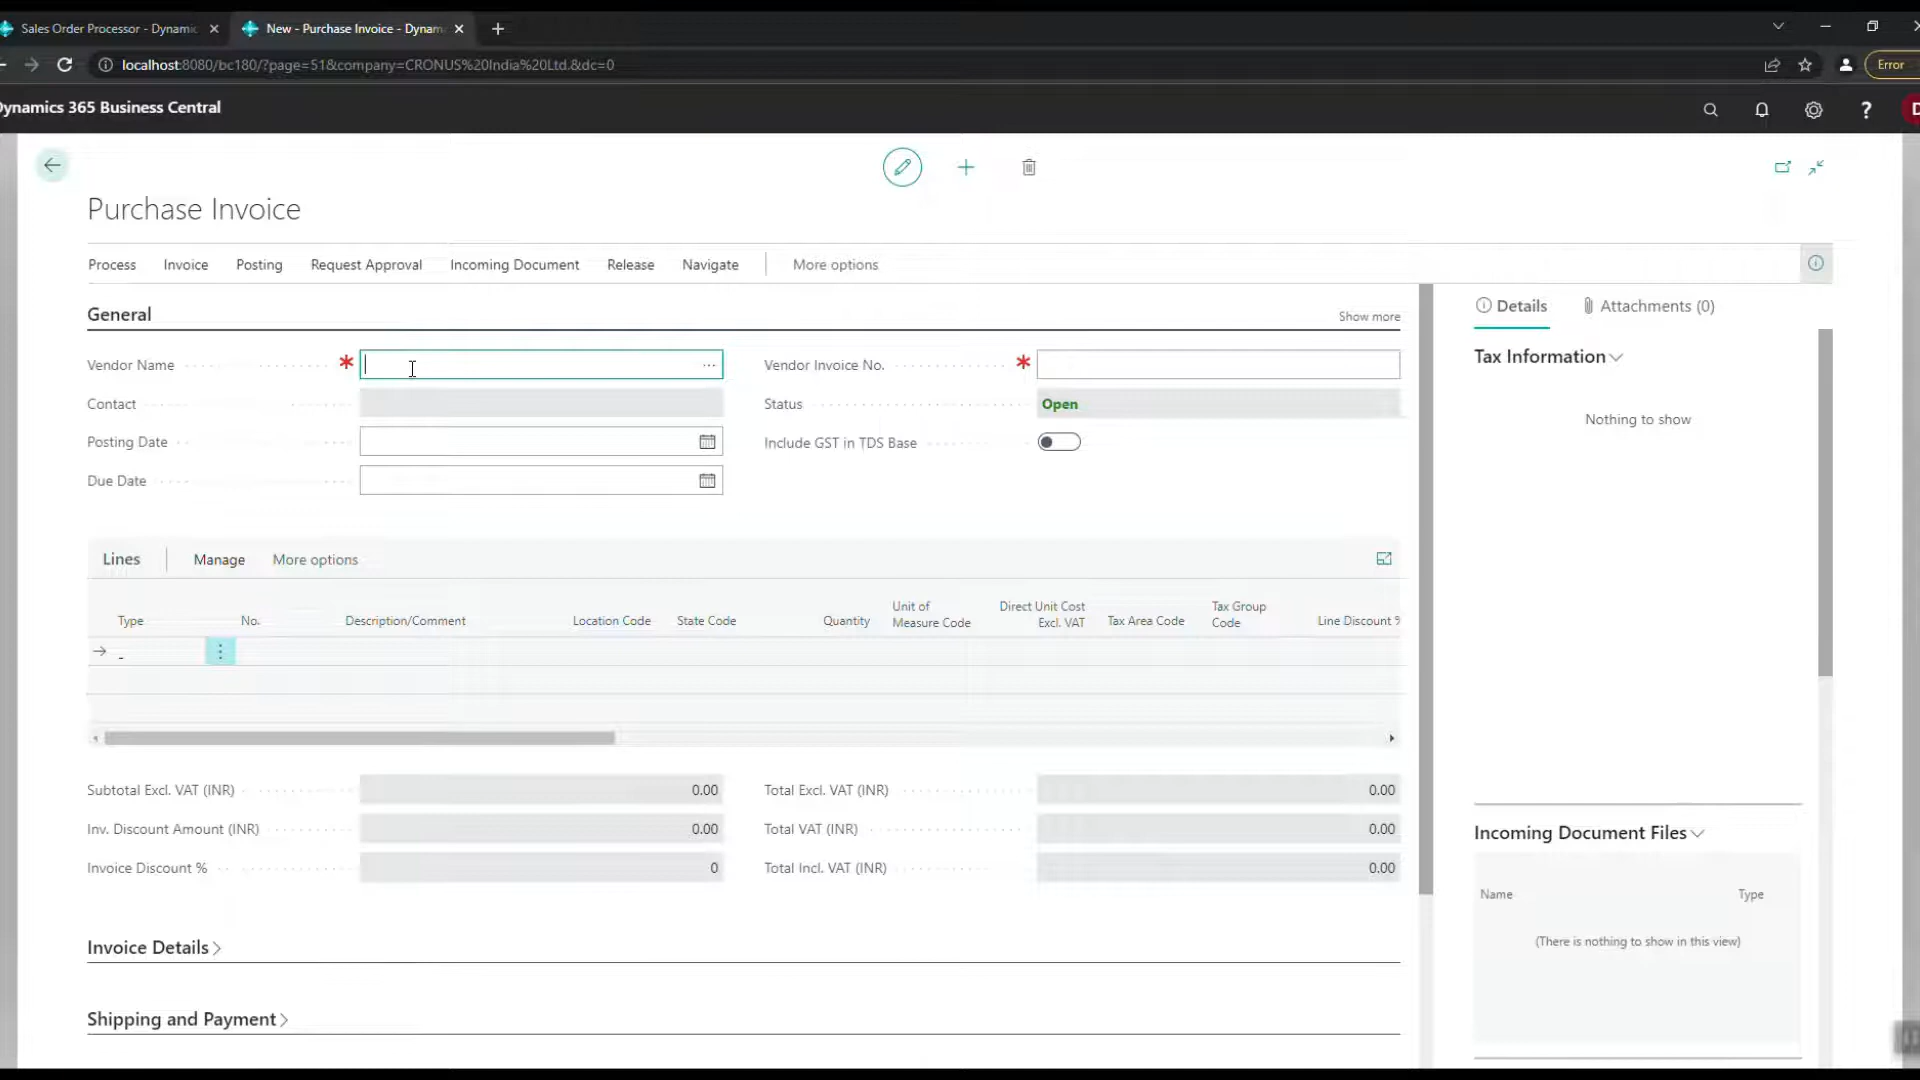 Sales Order Processor - Dynamic
New - Purchase Invoice - Dynam
localhost:8080/bc180/?page=51&company=CRONUS%20India%20Ltd.&dc=0
Error
Dynamics 365 Business Central
?
D
Purchase Invoice
Process Invoice Posting Request Approval Incoming Document Release Navigate More options
General
Show more
Vendor Name *
Contact
Posting Date
Due Date
Vendor Invoice No. *
Status Open
Include GST in TDS Base
Lines Manage More options
Type No. Description/Comment Location Code State Code Quantity Unit of Measure Code Direct Unit Cost Excl. VAT Tax Area Code Tax Group Code Line Discount %
Subtotal Excl. VAT (INR) 0.00
Inv. Discount Amount (INR) 0.00
Invoice Discount % 0
Total Excl. VAT (INR) 0.00
Total VAT (INR) 0.00
Total Incl. VAT (INR) 0.00
Invoice Details
Shipping and Payment
Details Attachments (0)
Tax Information
Nothing to show
Incoming Document Files
Name Type
(There is nothing to show in this view)